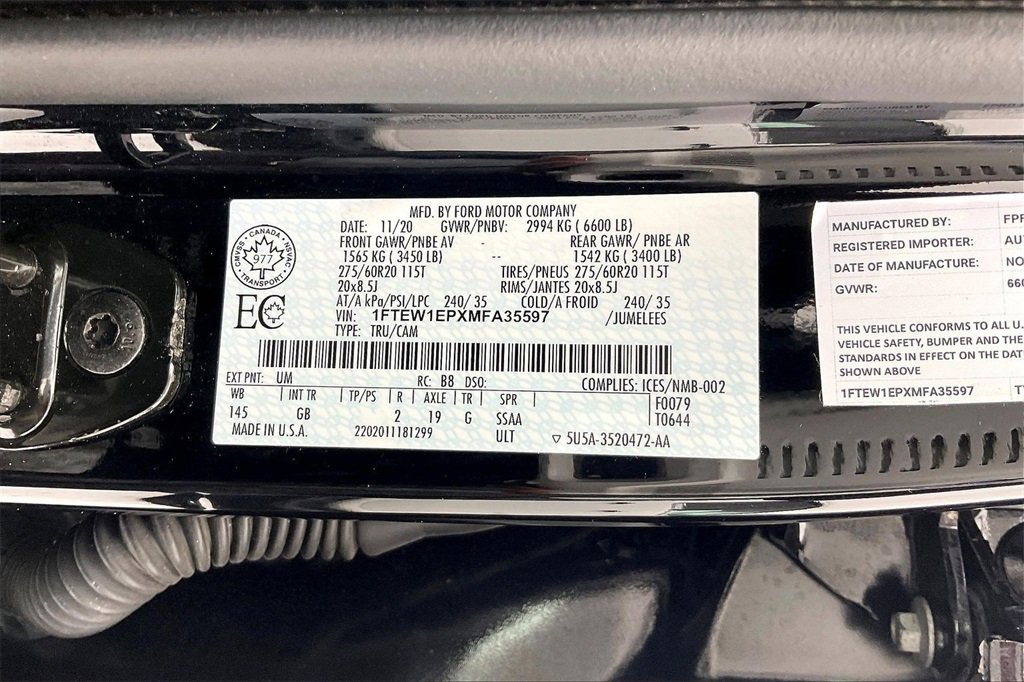 MFD. BY FORD MOTOR COMPANY
DATE: 11/20 GVWR/PNBV: 2994 KG ( 6600 LB)
FRONT GAWR/PNBE AV - REAR GAWR/ PNBE AR
1565 KG ( 3450 LB) -- 1542 KG ( 3400 LB)
275/60R20 115T TIRES/PNEUS 275/60R20 115T
20x8.5J RIMS/JANTES 20x8.5J
AT/A kPa/PSI/LPC 240/ 35 COLD/A FROID 240/ 35
VIN: 1FTEW1EPXMFA35597 /JUMELEES
TYPE: TRU/CAM
CANADA
CMVSS NSVAC
977
TRANSPORT
EC
EXT PNT: UM RC: B8 DSO: COMPLIES: ICES/NMB-002
WB INT TR TP/PS R AXLE TR SPR F0079
145 GB 2 19 G SSAA T0644
MADE IN U.S.A. 2202011181299 ULT ▽ 5U5A-3520472-AA
MANUFACTURED BY: FPF
REGISTERED IMPORTER: AU
DATE OF MANUFACTURE: NO
GVWR: 660
THIS VEHICLE CONFORMS TO ALL U.
VEHICLE SAFETY, BUMPER AND THE
STANDARDS IN EFFECT ON THE DAT
SHOWN ABOVE
1FTEW1EPXMFA35597 T